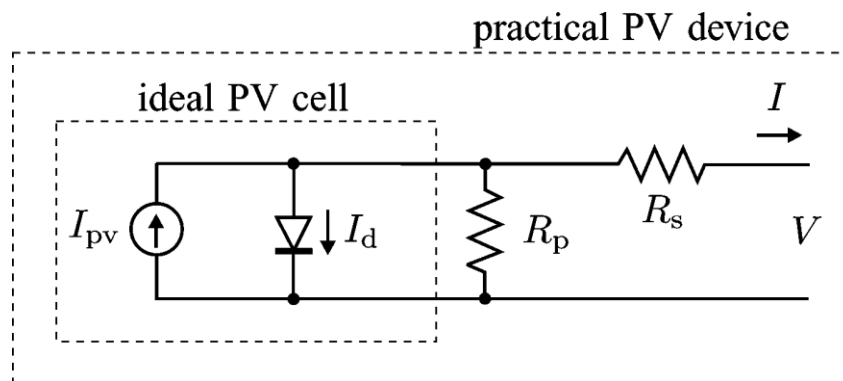 practical PV device
ideal PV cell
I
I_pv
I_d
R_p
R_s
V